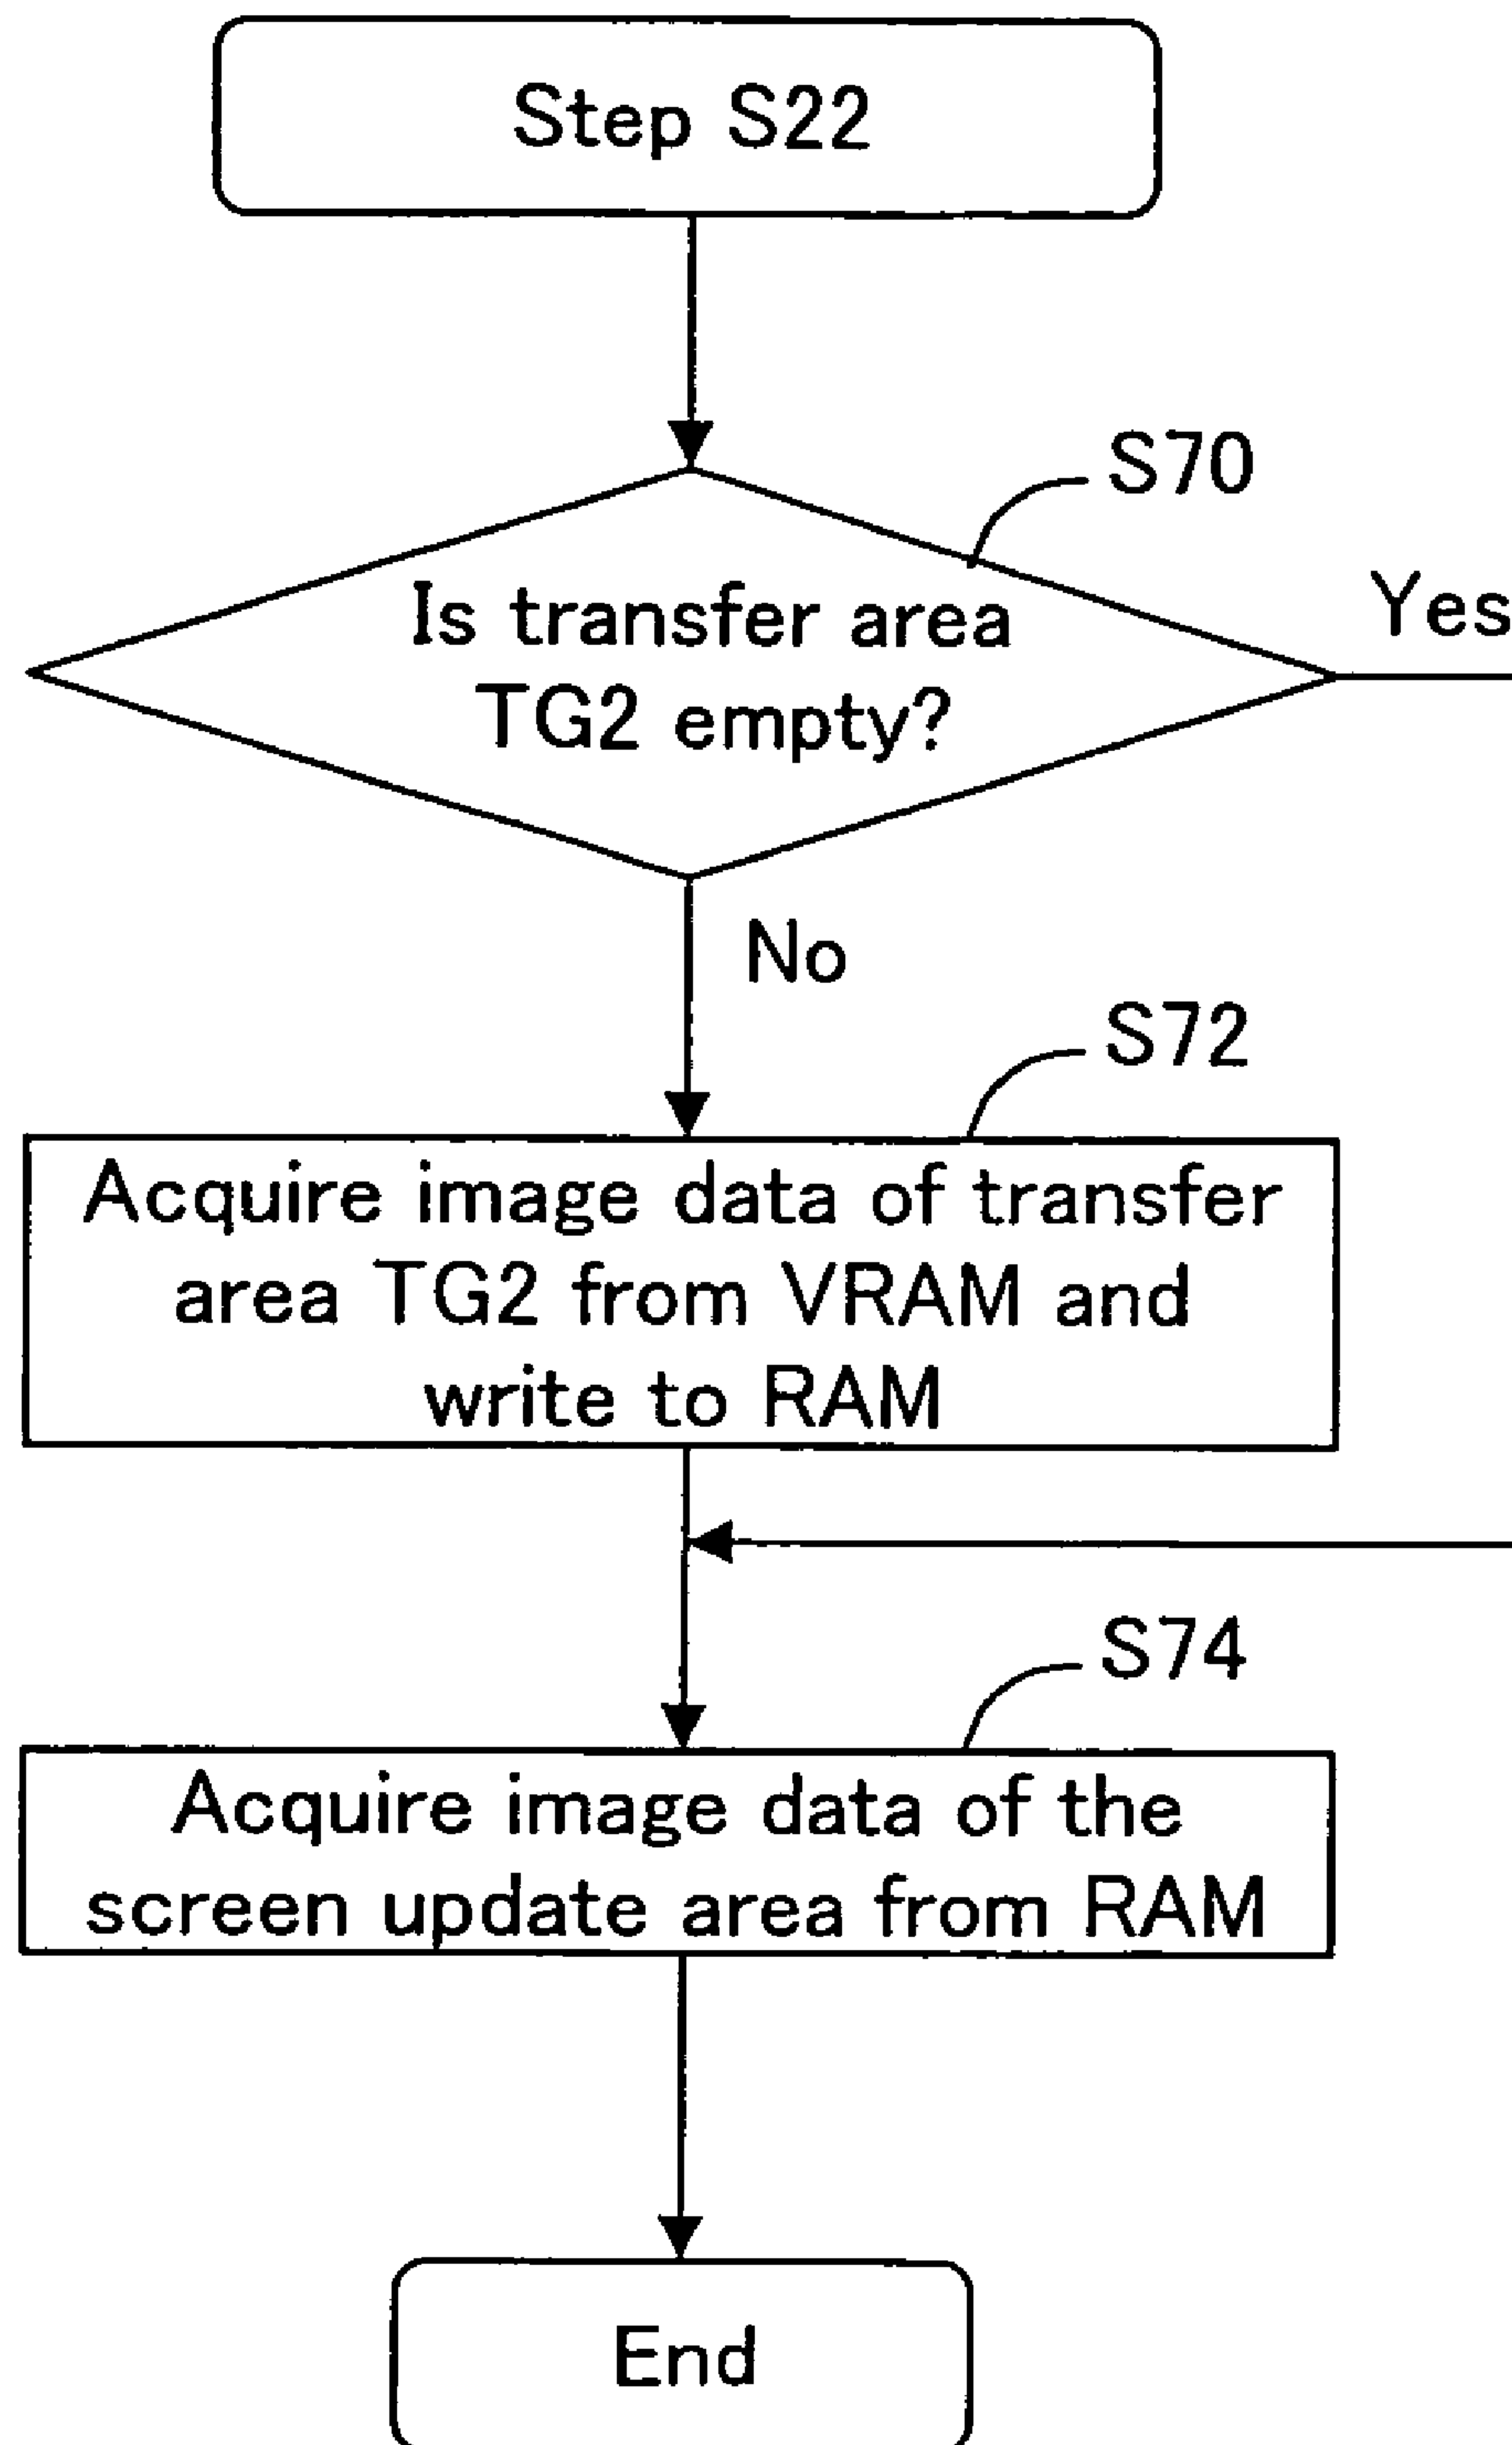 Step S22
S70
Is transfer area
TG2 empty?
Yes
No
S72
Acquire image data of transfer
area TG2 from VRAM and
write to RAM
S74
Acquire image data of the
screen update area from RAM
End